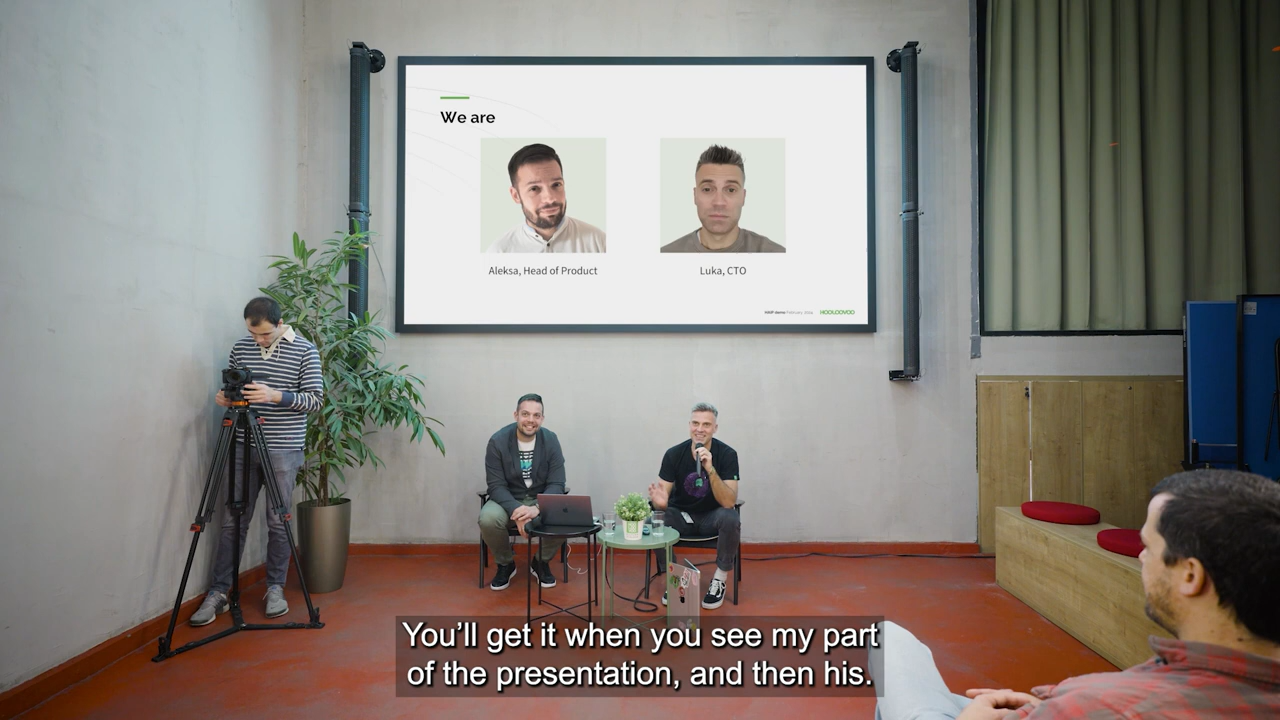 We are
Aleksa, Head of Product
Luka, CTO
HOOLOOVOO
You'll get it when you see my part
of the presentation, and then his.